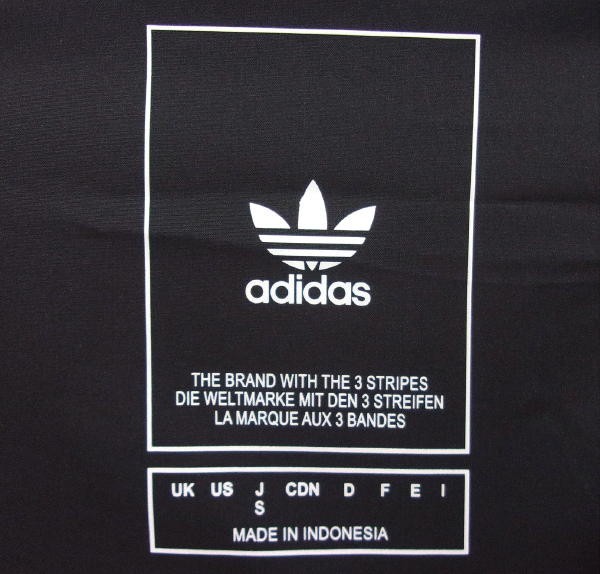 adidas
THE BRAND WITH THE 3 STRIPES
DIE WELTMARKE MIT DEN 3 STREIFEN
LA MARQUE AUX 3 BANDES
UK US J CDN D F E I
S
MADE IN INDONESIA